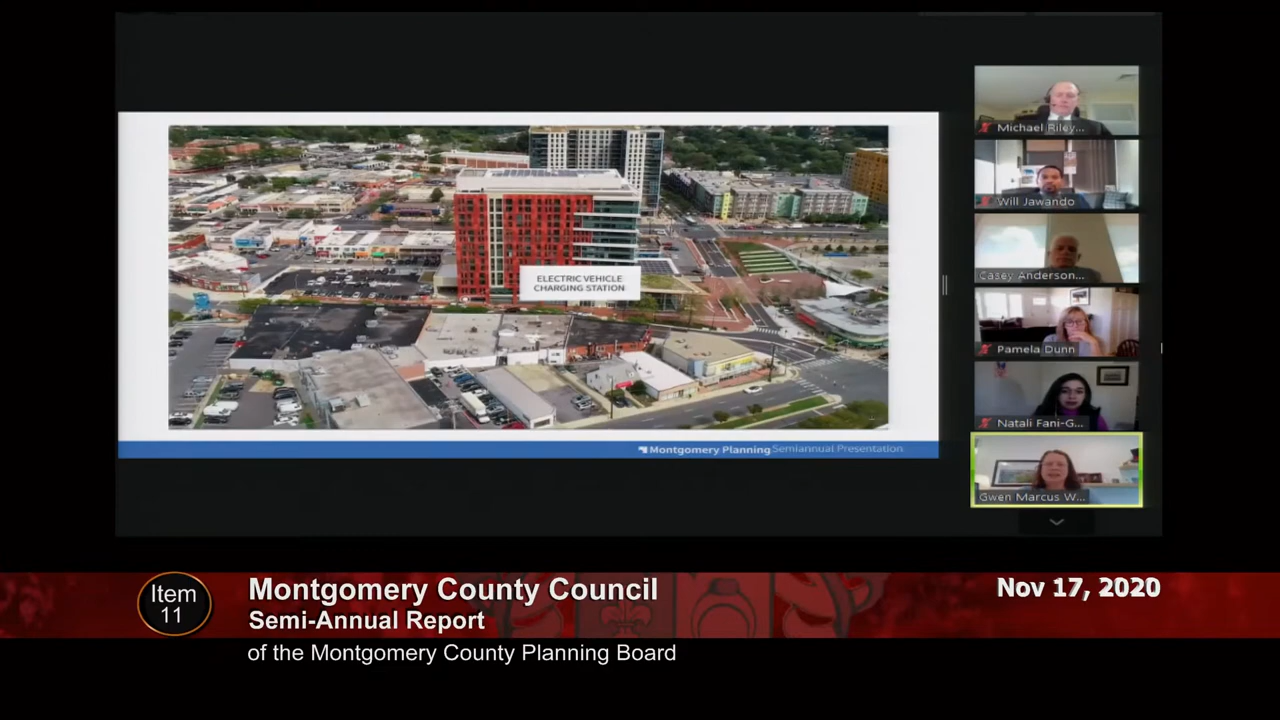 Michael Riley...
Will Jawando
Casey Anderson...
Pamela Dunn
Natali Fani-G...
Gwen Marcus W...
ELECTRIC VEHICLE
CHARGING STATION
Montgomery Planning Semiannual Presentation
Item
11
Montgomery County Council
Semi-Annual Report
of the Montgomery County Planning Board
Nov 17, 2020